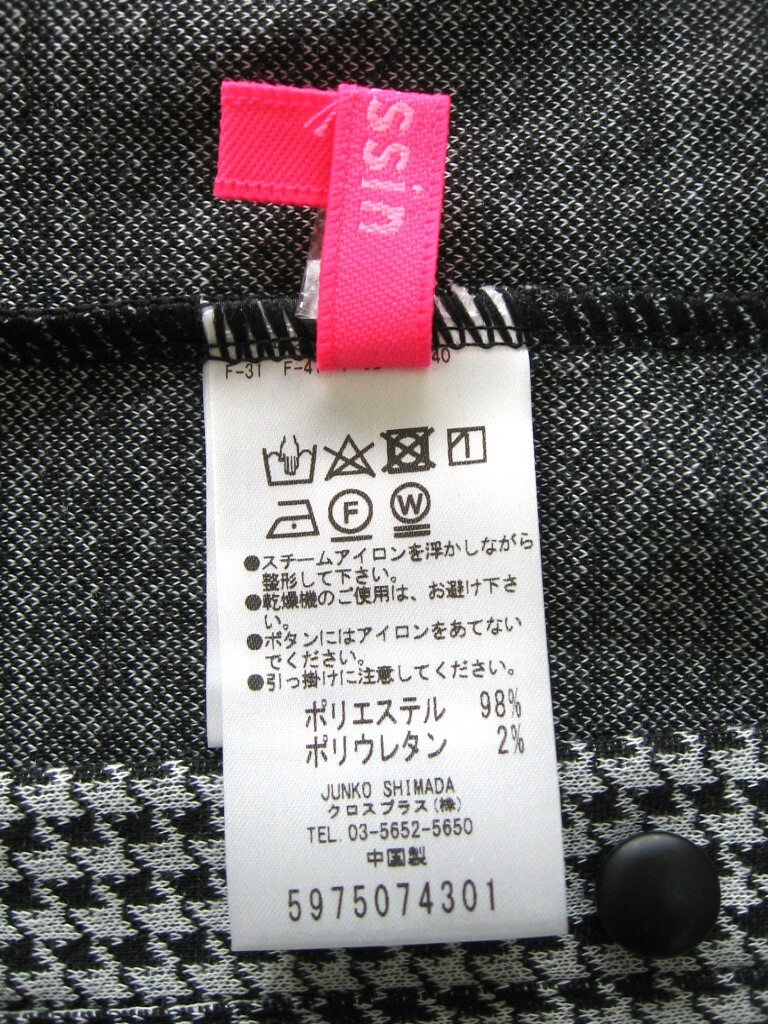 ssin
F-31 F-4
40
F
W
●スチームアイロンを浮かしながら
整形して下さい。
●乾燥機のご使用は、お避け下さ
い。
●ボタンにはアイロンをあてない
でください。
●引っ掛けに注意してください。
ポリエステル 98%
ポリウレタン 2%
JUNKO SHIMADA
クロスプラス(株)
TEL.03-5652-5650
中国製
5975074301